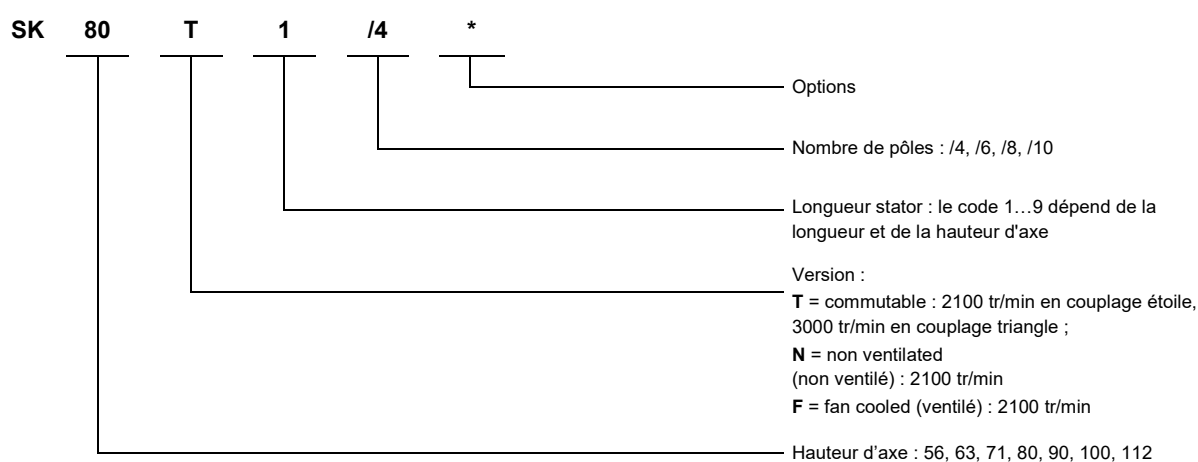 SK 80 T 1 /4 *
Options
Nombre de pôles : /4, /6, /8, /10
Longueur stator : le code 1…9 dépend de la
longueur et de la hauteur d'axe
Version :
T = commutable : 2100 tr/min en couplage étoile,
3000 tr/min en couplage triangle ;
N = non ventilated
(non ventilé) : 2100 tr/min
F = fan cooled (ventilé) : 2100 tr/min
Hauteur d’axe : 56, 63, 71, 80, 90, 100, 112